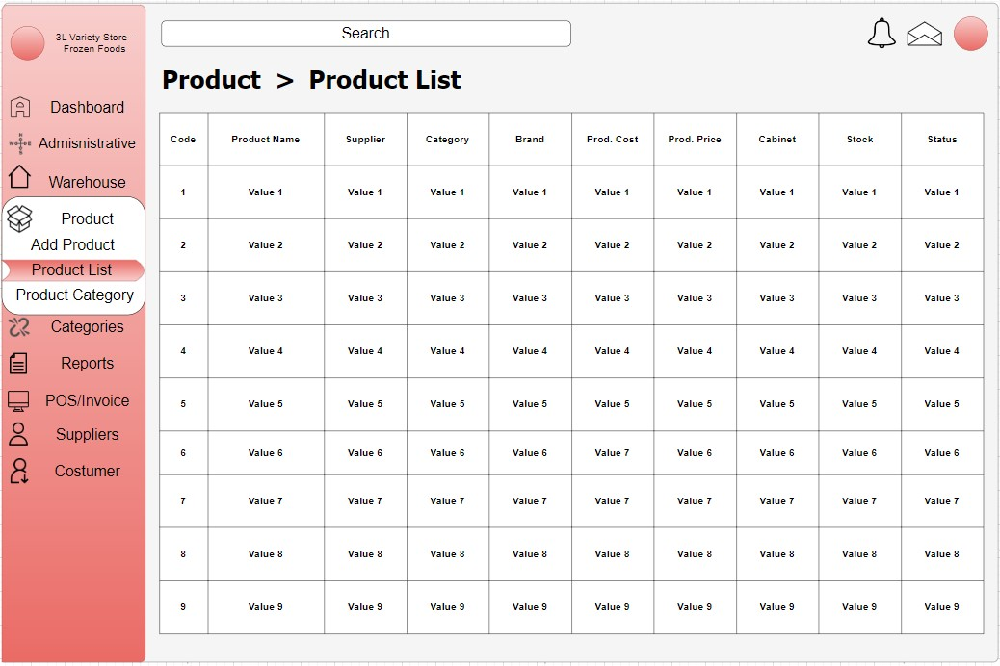 3L Variety Store -
Frozen Foods
Search
Product > Product List
Dashboard
Admisnistrative
Warehouse
Product
Add Product
Product List
Product Category
Categories
Reports
POS/Invoice
Suppliers
Costumer
Code Product Name Supplier Category Brand Prod. Cost Prod. Price Cabinet Stock Status
1 Value 1 Value 1 Value 1 Value 1 Value 1 Value 1 Value 1 Value 1 Value 1
2 Value 2 Value 2 Value 2 Value 2 Value 2 Value 2 Value 2 Value 2 Value 2
3 Value 3 Value 3 Value 3 Value 3 Value 3 Value 3 Value 3 Value 3 Value 3
4 Value 4 Value 4 Value 4 Value 4 Value 4 Value 4 Value 4 Value 4 Value 4
5 Value 5 Value 5 Value 5 Value 5 Value 5 Value 5 Value 5 Value 5 Value 5
6 Value 6 Value 6 Value 6 Value 6 Value 7 Value 6 Value 6 Value 6 Value 6
7 Value 7 Value 7 Value 7 Value 7 Value 7 Value 7 Value 7 Value 7 Value 7
8 Value 8 Value 8 Value 8 Value 8 Value 8 Value 8 Value 8 Value 8 Value 8
9 Value 9 Value 9 Value 9 Value 9 Value 9 Value 9 Value 9 Value 9 Value 9